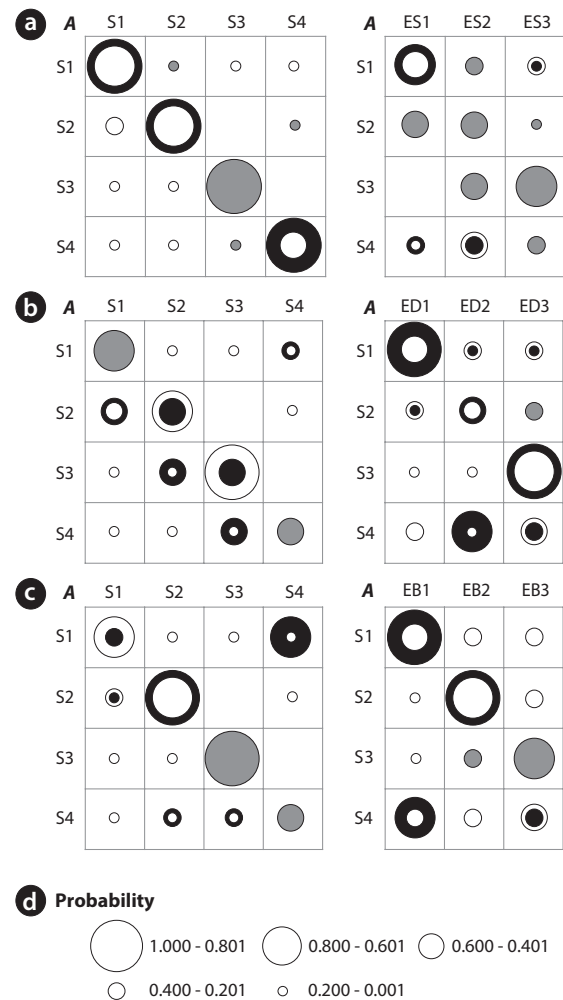 a A S1 S2 S3 S4 A ES1 ES2 ES3
S1 S1
S2 S2
S3 S3
S4 S4
b A S1 S2 S3 S4 A ED1 ED2 ED3
S1 S1
S2 S2
S3 S3
S4 S4
c A S1 S2 S3 S4 A EB1 EB2 EB3
S1 S1
S2 S2
S3 S3
S4 S4
d Probability
1.000 - 0.801 0.800 - 0.601 0.600 - 0.401
0.400 - 0.201 0.200 - 0.001